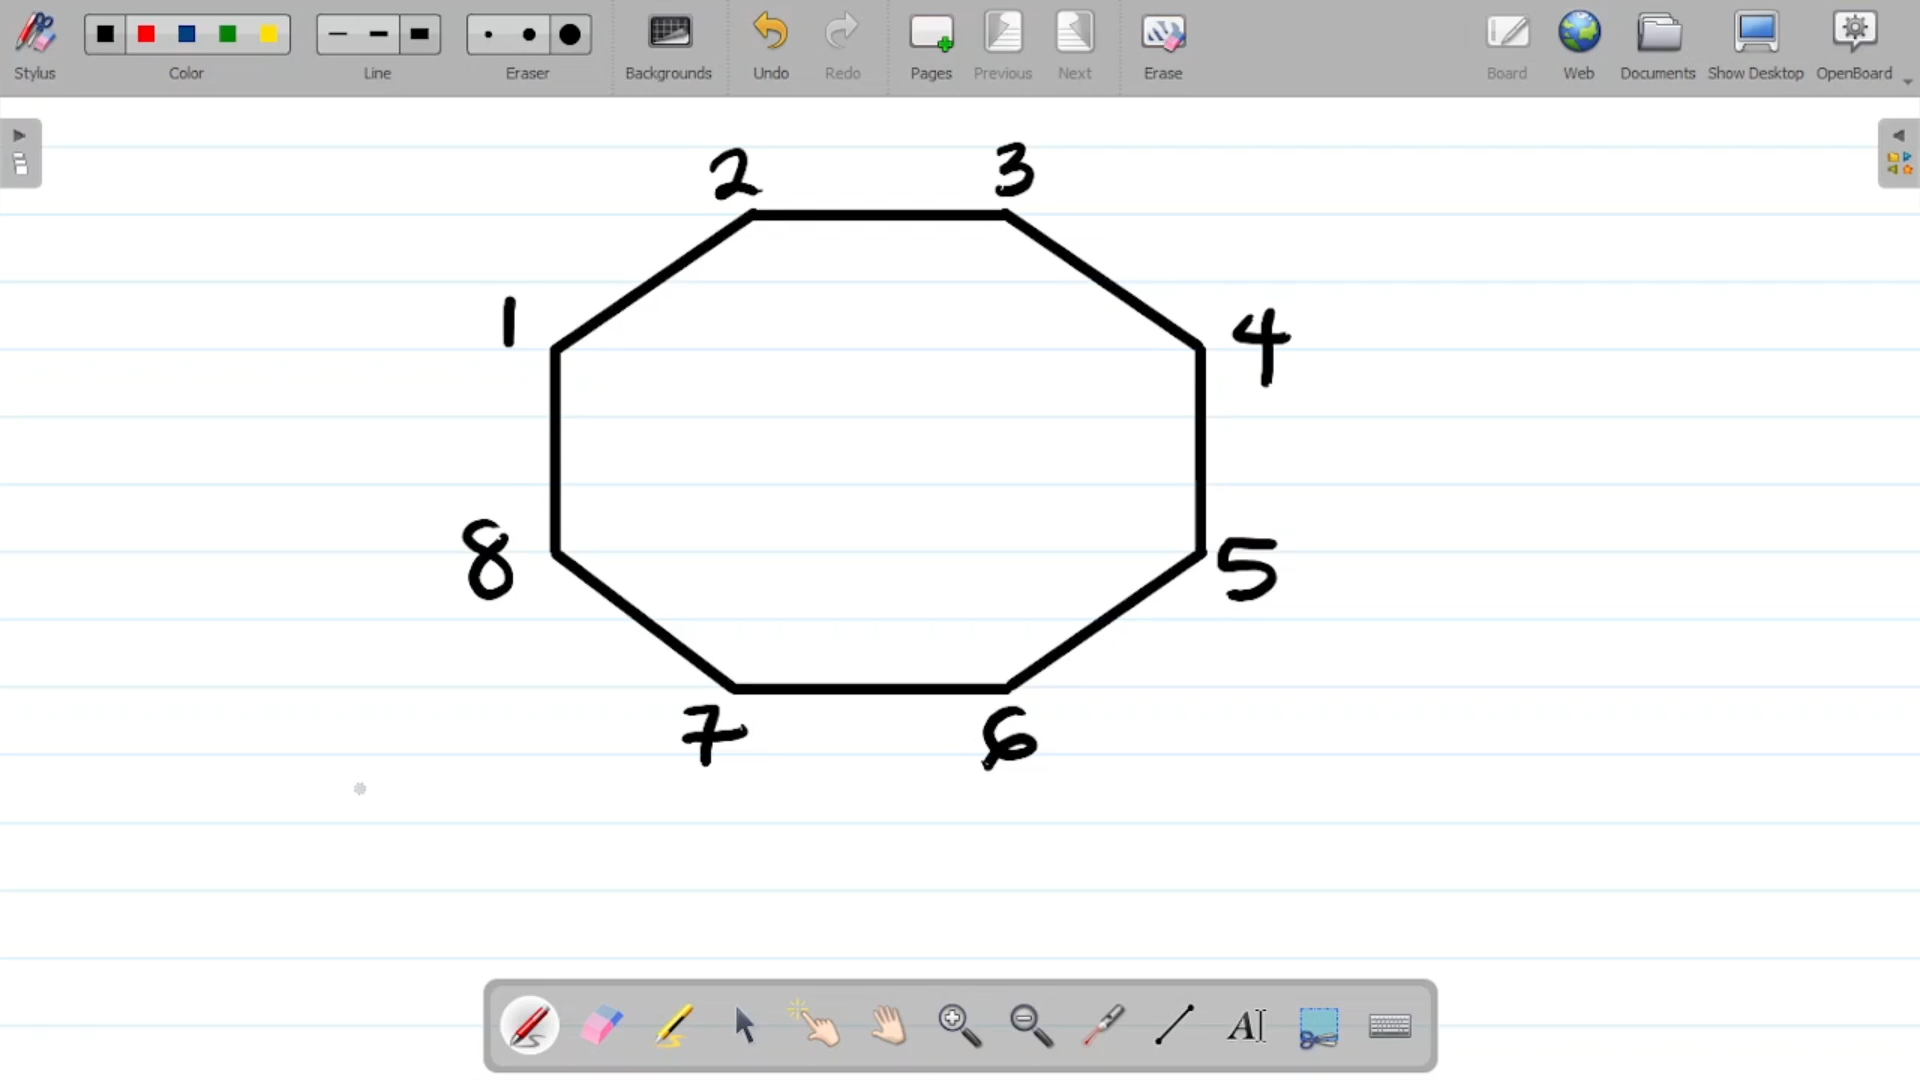 Stylus Color Line Eraser Backgrounds Undo Redo Pages Previous Next Erase Board Web Documents Show Desktop OpenBoard
2 3
1 4
8 5
7 6
AI